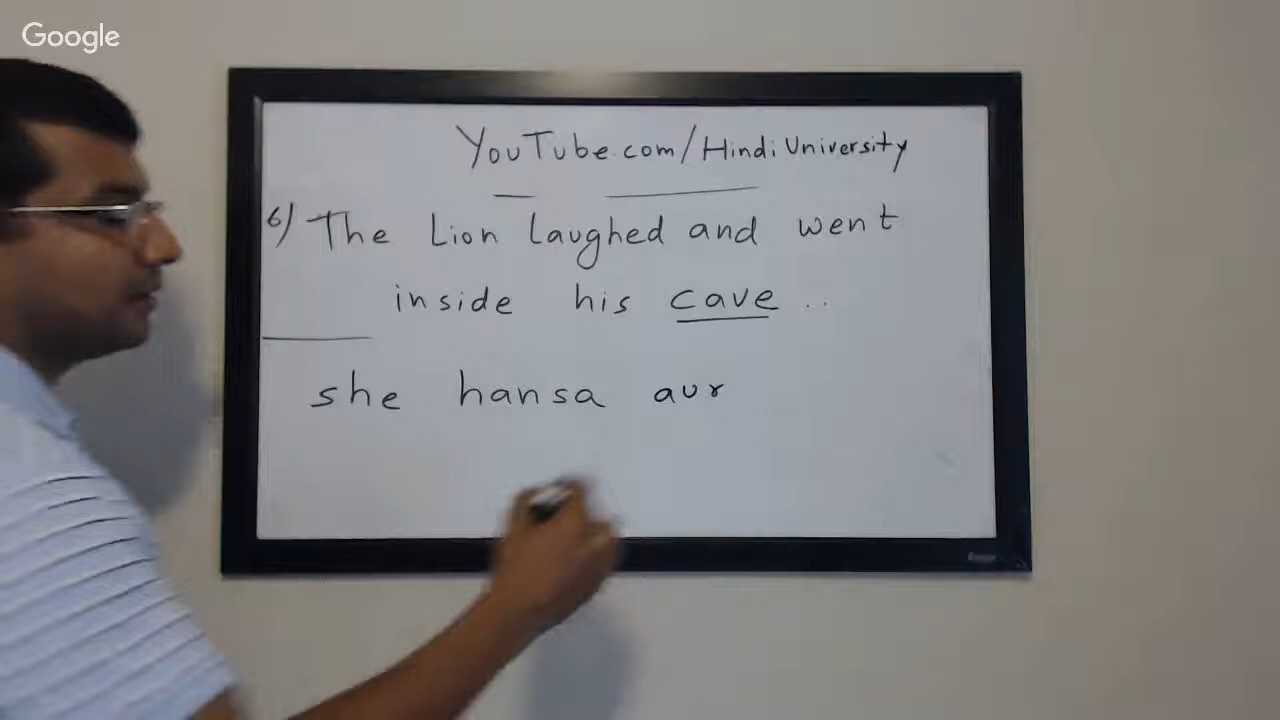 Google
YouTube.com/HindiUniversity
6) The Lion laughed and went
inside his cave ..
she hansa aur